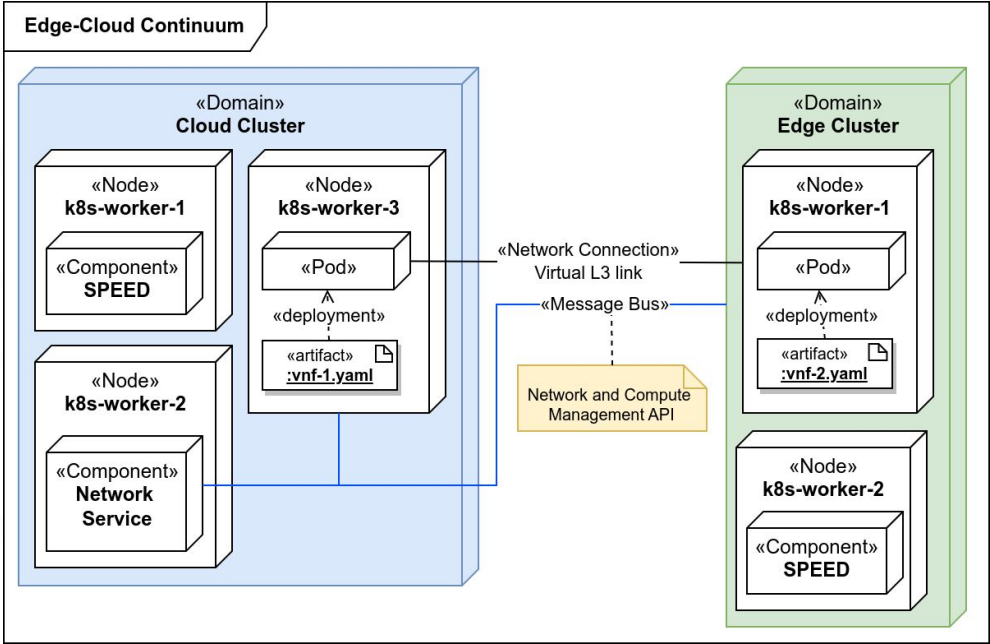 Edge-Cloud Continuum
«Domain»
Cloud Cluster
«Node»
k8s-worker-1
«Component»
SPEED
«Node»
k8s-worker-2
«Component»
Network
Service
«Node»
k8s-worker-3
«Pod»
«deployment»
«artifact»
:vnf-1.yaml
«Network Connection»
Virtual L3 link
«Message Bus»
Network and Compute
Management API
«Domain»
Edge Cluster
«Node»
k8s-worker-1
«Pod»
«deployment»
«artifact»
:vnf-2.yaml
«Node»
k8s-worker-2
«Component»
SPEED